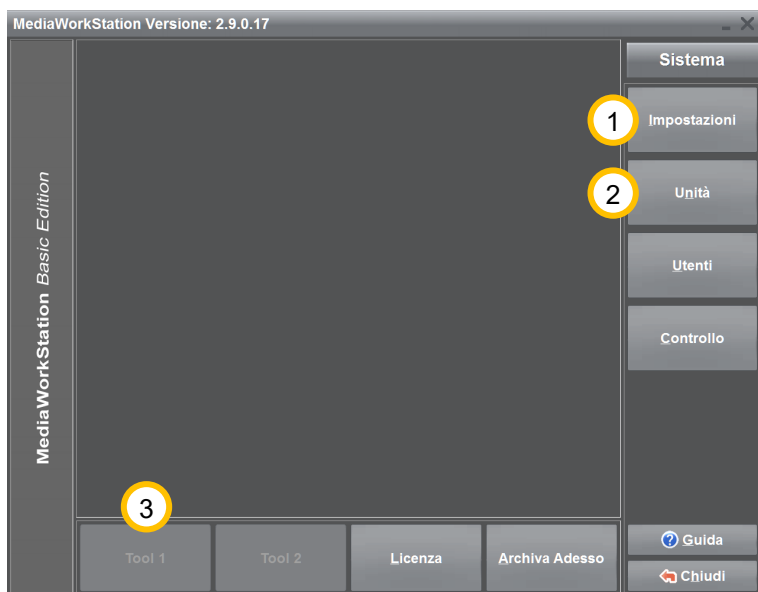 MediaWorkStation Versione: 2.9.0.17
Sistema
1
Impostazioni
2
Unità
Utenti
Controllo
MediaWorkStation Basic Edition
3
Tool 1
Tool 2
Licenza
Archiva Adesso
Guida
Chiudi